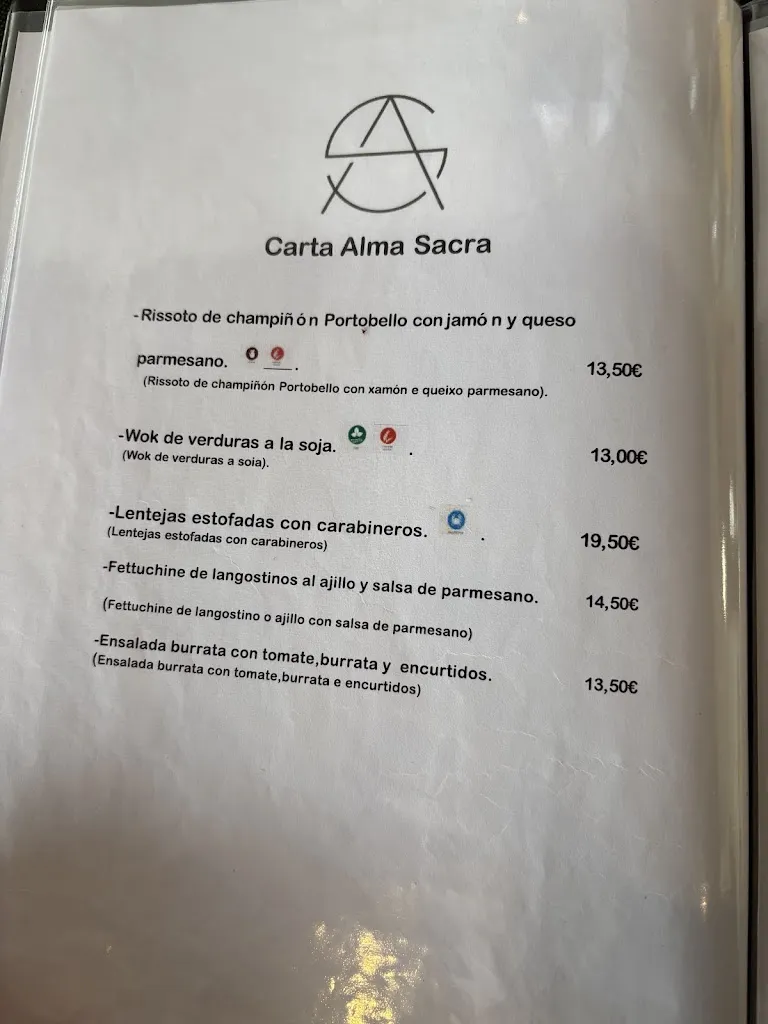 Carta Alma Sacra
-Rissoto de champiñón Portobello con jamón y queso
parmesano. . 13,50€
(Rissoto de champiñón Portobello con xamón e queixo parmesano).
-Wok de verduras a la soja. . 13,00€
(Wok de verduras a soia).
-Lentejas estofadas con carabineros. . 19,50€
(Lentejas estofadas con carabineros)
-Fettuchine de langostinos al ajillo y salsa de parmesano. 14,50€
(Fettuchine de langostino o ajillo con salsa de parmesano)
-Ensalada burrata con tomate,burrata y encurtidos.
(Ensalada burrata con tomate,burrata e encurtidos) 13,50€